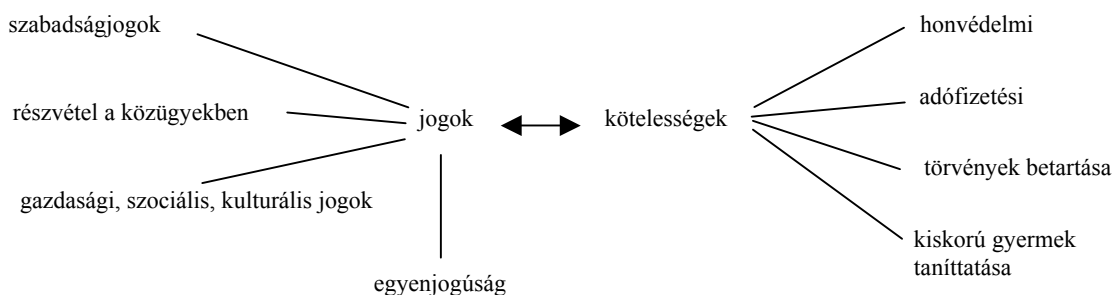 szabadságjogok
részvétel a közügyekben
gazdasági, szociális, kulturális jogok
egyenjogúság
jogok
kötelességek
honvédelmi
adófizetési
törvények betartása
kiskorú gyermek
taníttatása